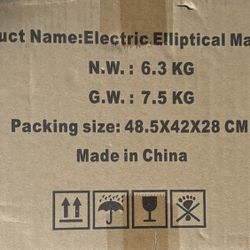 uct Name:Electric Elliptical Ma
N.W. : 6.3 KG
G.W. : 7.5 KG
Packing size: 48.5X42X28 CM
Made in China